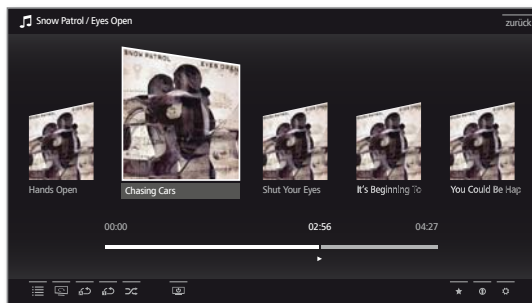 Snow Patrol / Eyes Open
zurück
SNOW PATROL EYES OPEN
Hands Open
Chasing Cars
Shut Your Eyes
It's Beginning To
You Could Be Hap
00:00
02:56
04:27